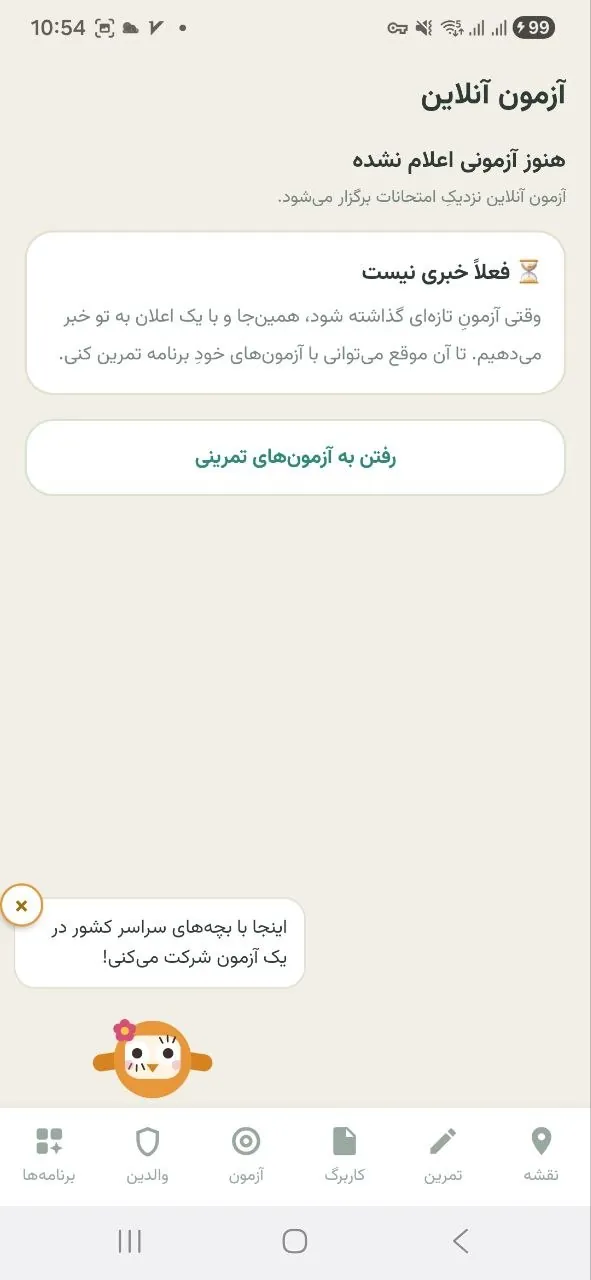 10:54
99
آزمون آنلاین
هنوز آزمونی اعلام نشده
آزمون آنلاین نزدیکِ امتحانات برگزار می‌شود.
⏳ فعلاً خبری نیست
وقتی آزمونِ تازه‌ای گذاشته شود، همین‌جا و با یک اعلان به تو خبر
می‌دهیم. تا آن موقع می‌توانی با آزمون‌های خودِ برنامه تمرین کنی.
رفتن به آزمون‌های تمرینی
اینجا با بچه‌های سراسر کشور در
یک آزمون شرکت می‌کنی!
نقشه
تمرین
کاربرگ
آزمون
والدین
برنامه‌ها